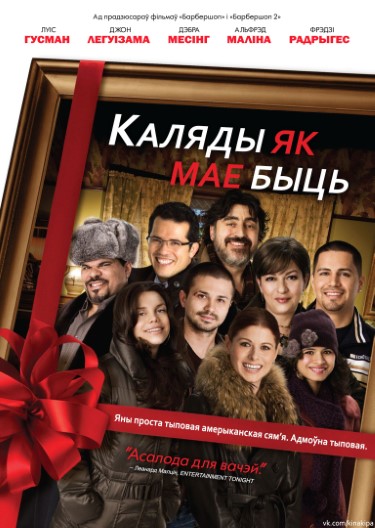 Ад прадзюсараў фільмаў «Барбершоп» і «Барбершоп 2»
ЛУІС ГУСМАН
ДЖОН ЛЕГУІЗАМА
ДЭБРА МЕСІНГ
АЛЬФРЭД МАЛІНА
ФРЭДЗІ РАДРЫГЕС
КАЛЯДЫ ЯК
МАЕ БЫЦЬ
Яны проста тыповая амерыканская сям'я. Адмоўна тыповая.
"Асалода для вачэй."
— Леанард Малцін, ENTERTAINMENT TONIGHT
vk.com/kinakipa